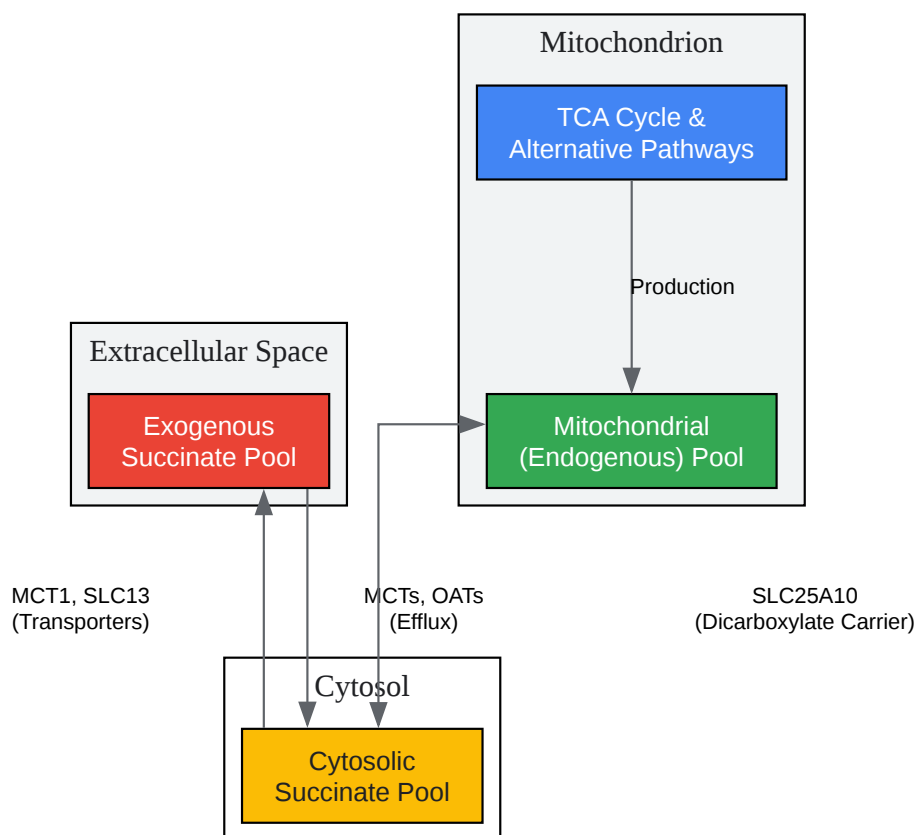 Mitochondrion
TCA Cycle &
Alternative Pathways
Production
Extracellular Space
Exogenous
Succinate Pool
Mitochondrial
(Endogenous) Pool
MCT1, SLC13
(Transporters)
MCTs, OATs
(Efflux)
SLC25A10
(Dicarboxylate Carrier)
Cytosol
Cytosolic
Succinate Pool